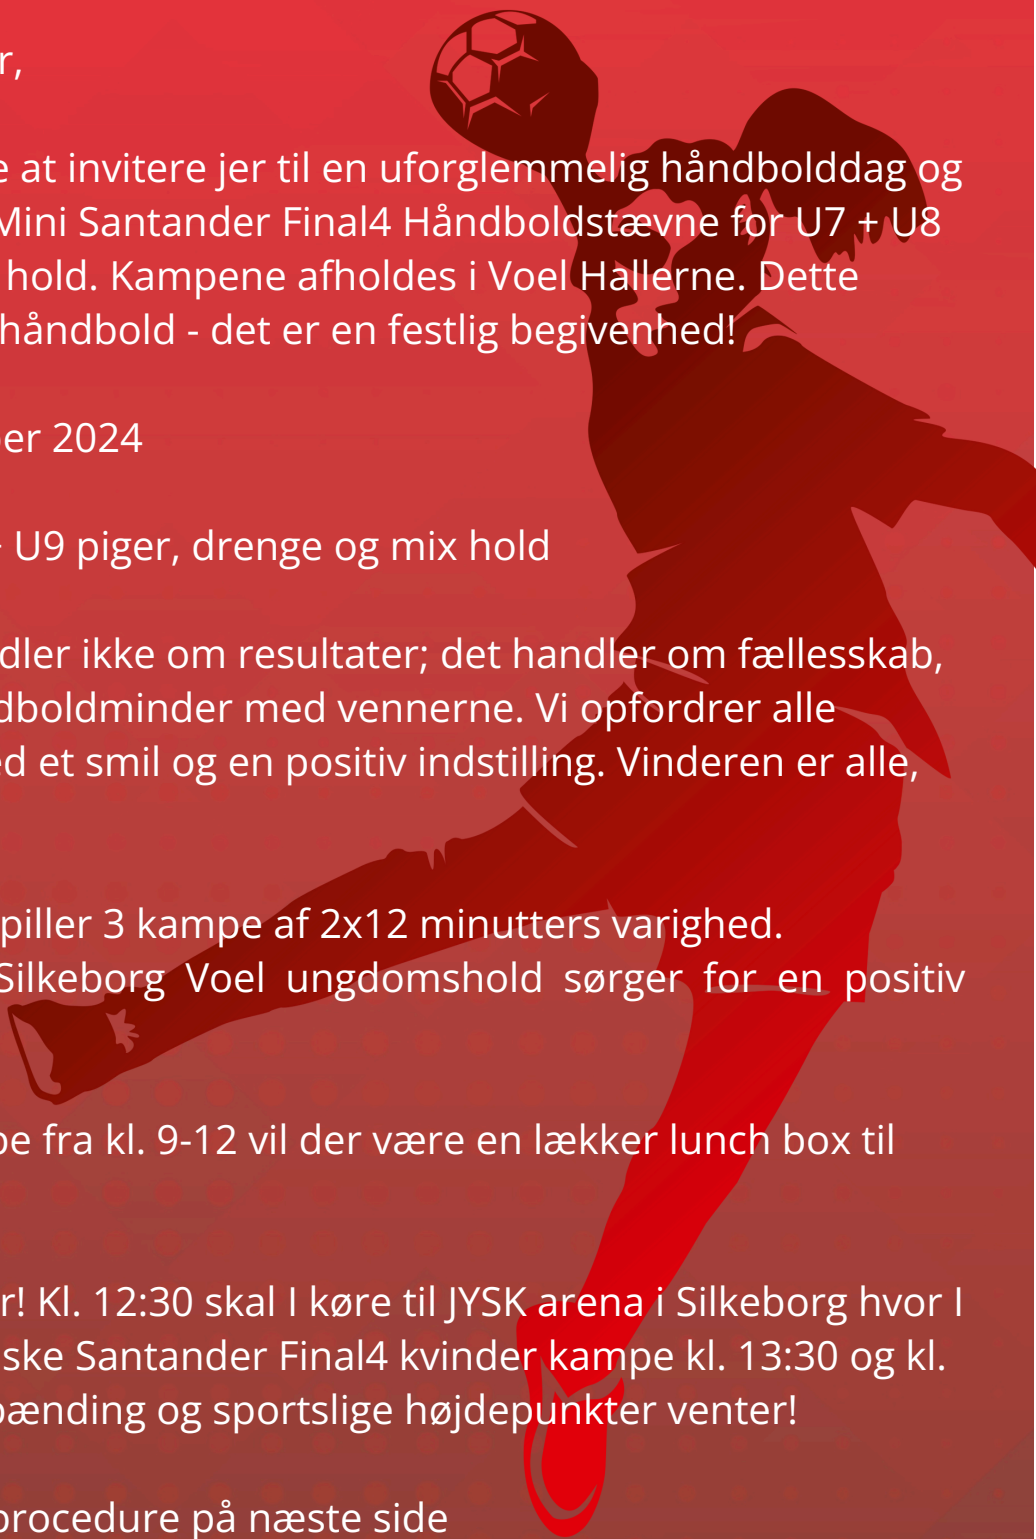 r,
e at invitere jer til en uforglemmelig håndbolddag og
Mini Santander Final4 Håndboldstævne for U7 + U8
hold. Kampene afholdes i Voel Hallerne. Dette
håndbold - det er en festlig begivenhed!
er 2024
U9 piger, drenge og mix hold
dler ikke om resultater; det handler om fællesskab,
dboldminder med vennerne. Vi opfordrer alle
ed et smil og en positiv indstilling. Vinderen er alle,
piller 3 kampe af 2x12 minutters varighed.
Silkeborg Voel ungdomshold sørger for en positiv
pe fra kl. 9-12 vil der være en lækker lunch box til
r! Kl. 12:30 skal I køre til JYSK arena i Silkeborg hvor I
iske Santander Final4 kvinder kampe kl. 13:30 og kl.
pænding og sportslige højdepunkter venter!
procedure på næste side